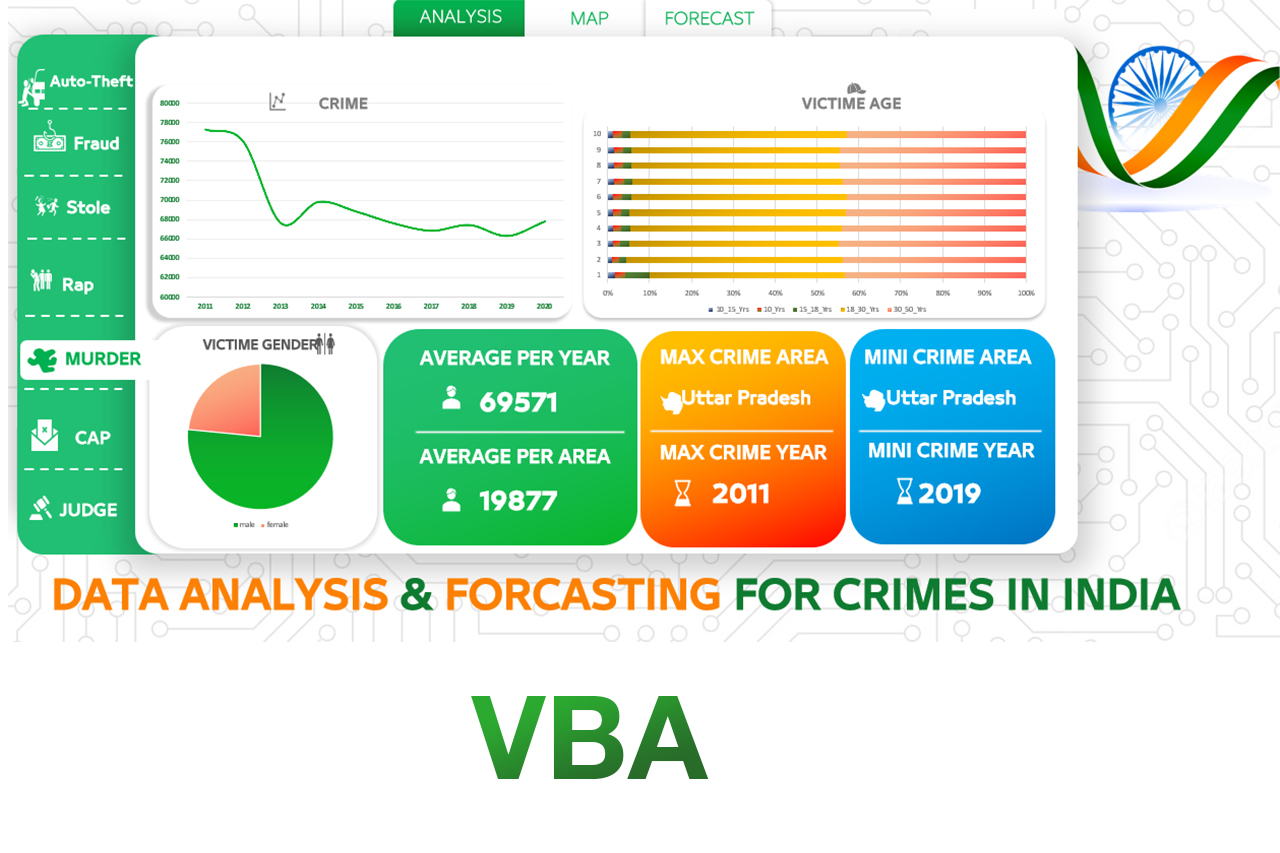 ANALYSIS
MAP
FORECAST
Auto-Theft
Fraud
Stole
Rap
MURDER
CAP
JUDGE
CRIME
80000
78000
76000
74000
72000
70000
68000
66000
64000
62000
60000
2011 2012 2013 2014 2015 2016 2017 2018 2019 2020
VICTIME AGE
10
9
8
7
6
5
4
3
2
1
0% 10% 20% 30% 40% 50% 60% 70% 80% 90% 100%
10_15_Yrs 10_Yrs 15_18_Yrs 18_30_Yrs 30_50_Yrs
VICTIME GENDER
male female
AVERAGE PER YEAR
69571
AVERAGE PER AREA
19877
MAX CRIME AREA
Uttar Pradesh
MAX CRIME YEAR
2011
MINI CRIME AREA
Uttar Pradesh
MINI CRIME YEAR
2019
DATA ANALYSIS & FORCASTING FOR CRIMES IN INDIA
VBA